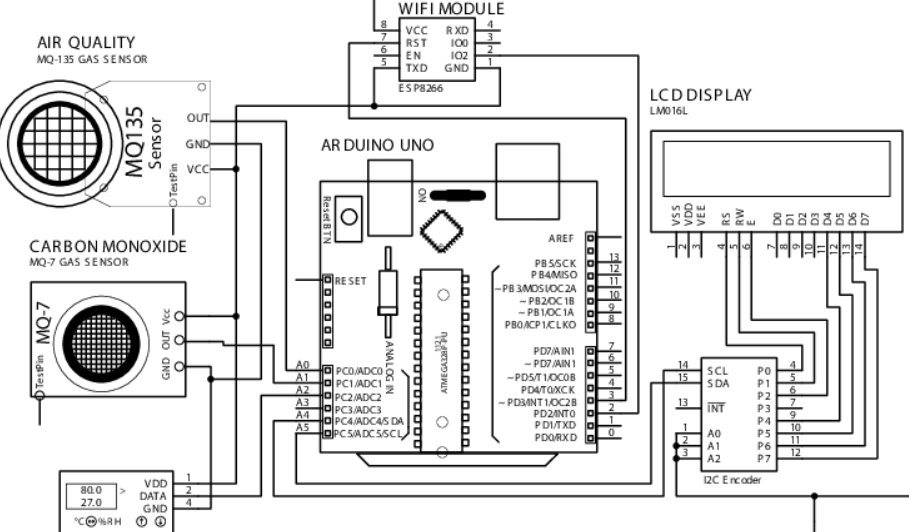 WIFI MODULE
8
7
6
5
VCC
RST
EN
TXD
RXD
IO0
IO2
GND
4
3
2
1
ESP8266
AIR QUALITY
MQ-135 GAS SENSOR
MQ135
Sensor
OUT
GND
VCC
TestPin
LCD DISPLAY
LM016L
VSS
VDD
VEE
RS
RW
E
D0
D1
D2
D3
D4
D5
D6
D7
1
2
3
4
5
6
7
8
9
10
11
12
13
14
ARDUINO UNO
Reset BTN
ON
CARBON MONOXIDE
MQ-7 GAS SENSOR
MQ-7
Vcc
OUT
GND
TestPin
RESET
ANALOG IN
1121
ATMEGA328P-PU
AREF
PB5/SCK
PB4/MISO
~PB3/MOSI/OC2A
~PB2/OC1B
~PB1/OC1A
PB0/ICP1/CLKO
13
12
11
10
9
8
PD7/AIN1
~PD7/AIN1
~PD5/T1/OC0B
PD4/T0/XCK
~PD3/INT1/OC2B
PD2/INT0
PD1/TXD
PD0/RXD
7
6
5
4
3
2
1
0
A0
A1
A2
A3
A4
A5
PC0/ADC0
PC1/ADC1
PC2/ADC2
PC3/ADC3
PC4/ADC4/SDA
PC5/ADC5/SCL
14
15
13
1
2
3
SCL
SDA
INT
A0
A1
A2
P0
P1
P2
P3
P4
P5
P6
P7
4
5
6
7
9
10
11
12
I2C Encoder
80.0
27.0
>
°C
%RH
VDD
DATA
GND
1
2
4